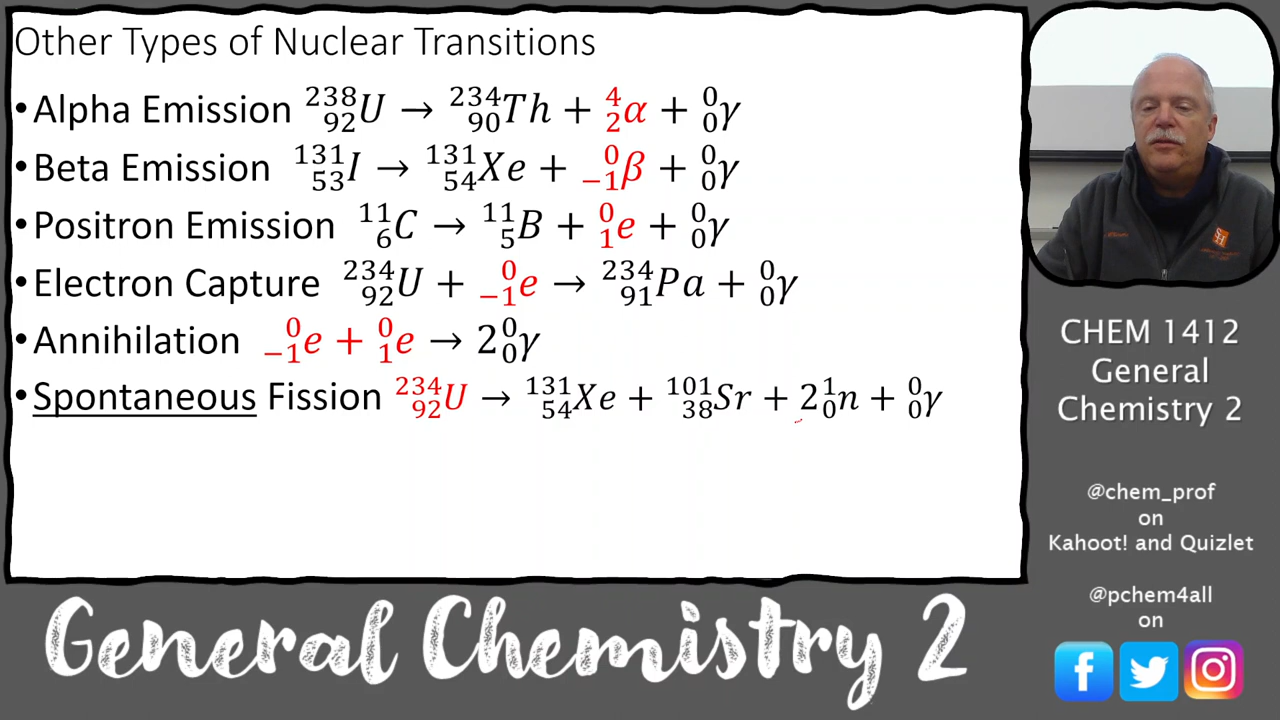 Other Types of Nuclear Transitions
•Alpha Emission ²³⁸₉₂U → ²³⁴₉₀Th + ⁴₂α + ⁰₀γ
•Beta Emission ¹³¹₅₃I → ¹³¹₅₄Xe + ⁰₋₁β + ⁰₀γ
•Positron Emission ¹¹₆C → ¹¹₅B + ⁰₁e + ⁰₀γ
•Electron Capture ²³⁴₉₂U + ⁰₋₁e → ²³⁴₉₁Pa + ⁰₀γ
•Annihilation ⁰₋₁e + ⁰₁e → 2⁰₀γ
•Spontaneous Fission ²³⁴₉₂U → ¹³¹₅₄Xe + ¹⁰¹₃₈Sr + 2¹₀n + ⁰₀γ
CHEM 1412
General
Chemistry 2
@chem_prof
on
Kahoot! and Quizlet
@pchem4all
on
General Chemistry 2